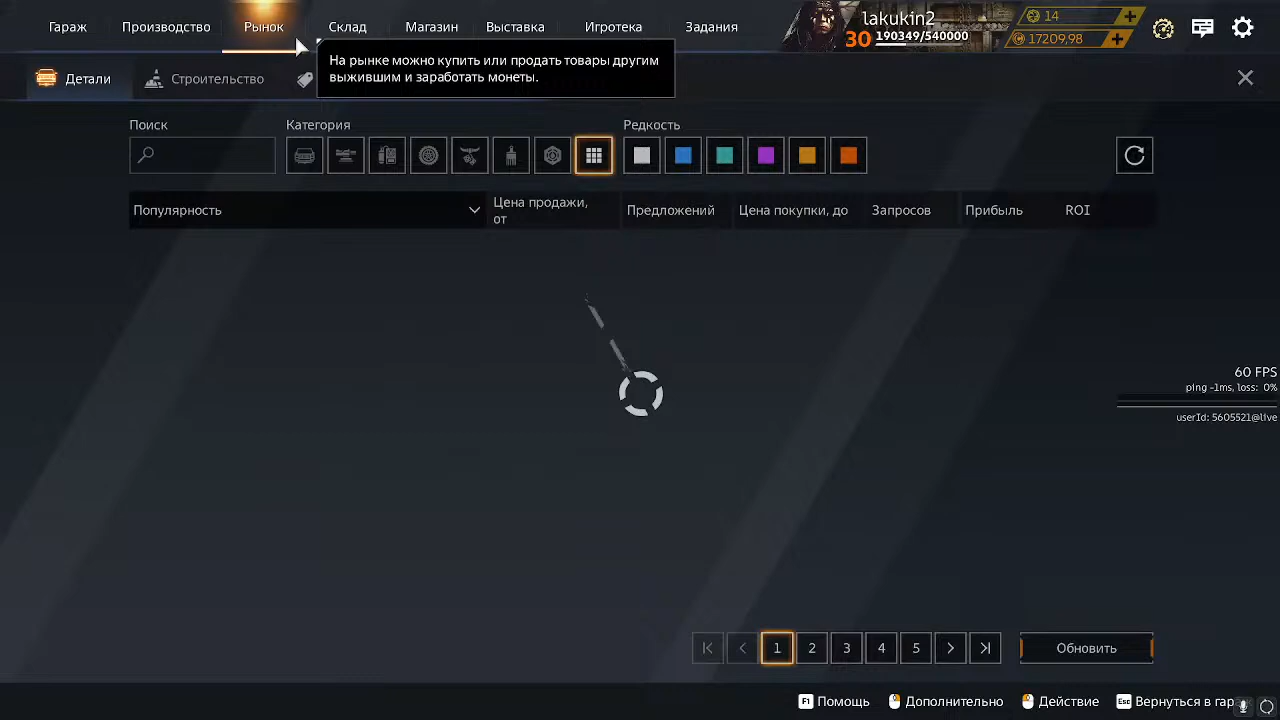 Гараж
Производство
Рынок
Склад
Магазин
Выставка
Игротека
Задания
lakukin2
30
190349/540000
14
17209,98
На рынке можно купить или продать товары другим
выжившим и заработать монеты.
Детали
Строительство
Поиск
Категория
Редкость
Популярность
Цена продажи,
от
Предложений
Цена покупки, до
Запросов
Прибыль
ROI
60 FPS
ping -1ms, loss: 0%
userId: 5605521@live
1
2
3
4
5
Обновить
F1 Помощь
Дополнительно
Действие
Esc Вернуться в гар